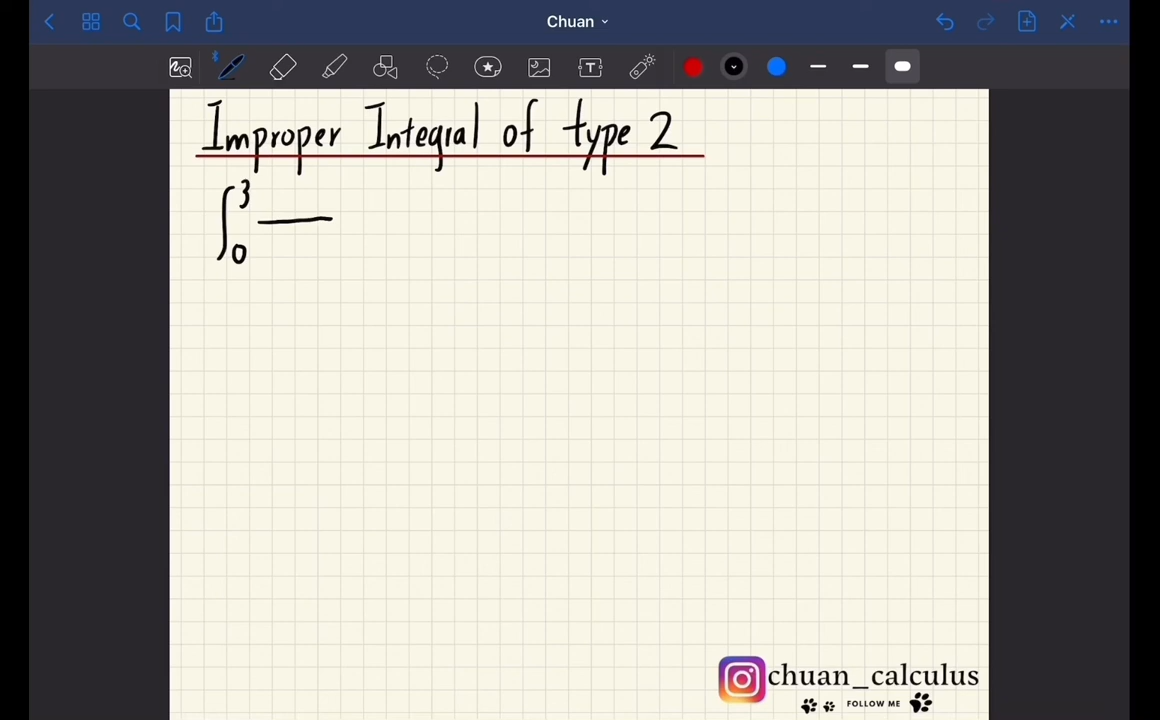 Chuan
Improper Integral of type 2
∫₀³ —
chuan_calculus
FOLLOW ME